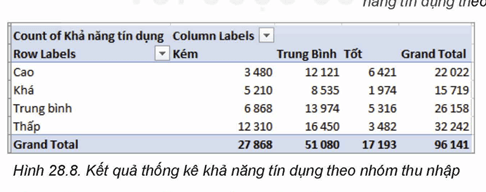 năng tín dụng theo
Count of Khả năng tín dụng Column Labels
Row Labels Kém Trung Bình Tốt Grand Total
Cao 3 480 12 121 6 421 22 022
Khá 5 210 8 535 1 974 15 719
Trung bình 6 868 13 974 5 316 26 158
Thấp 12 310 16 450 3 482 32 242
Grand Total 27 868 51 080 17 193 96 141
Hình 28.8. Kết quả thống kê khả năng tín dụng theo nhóm thu nhập